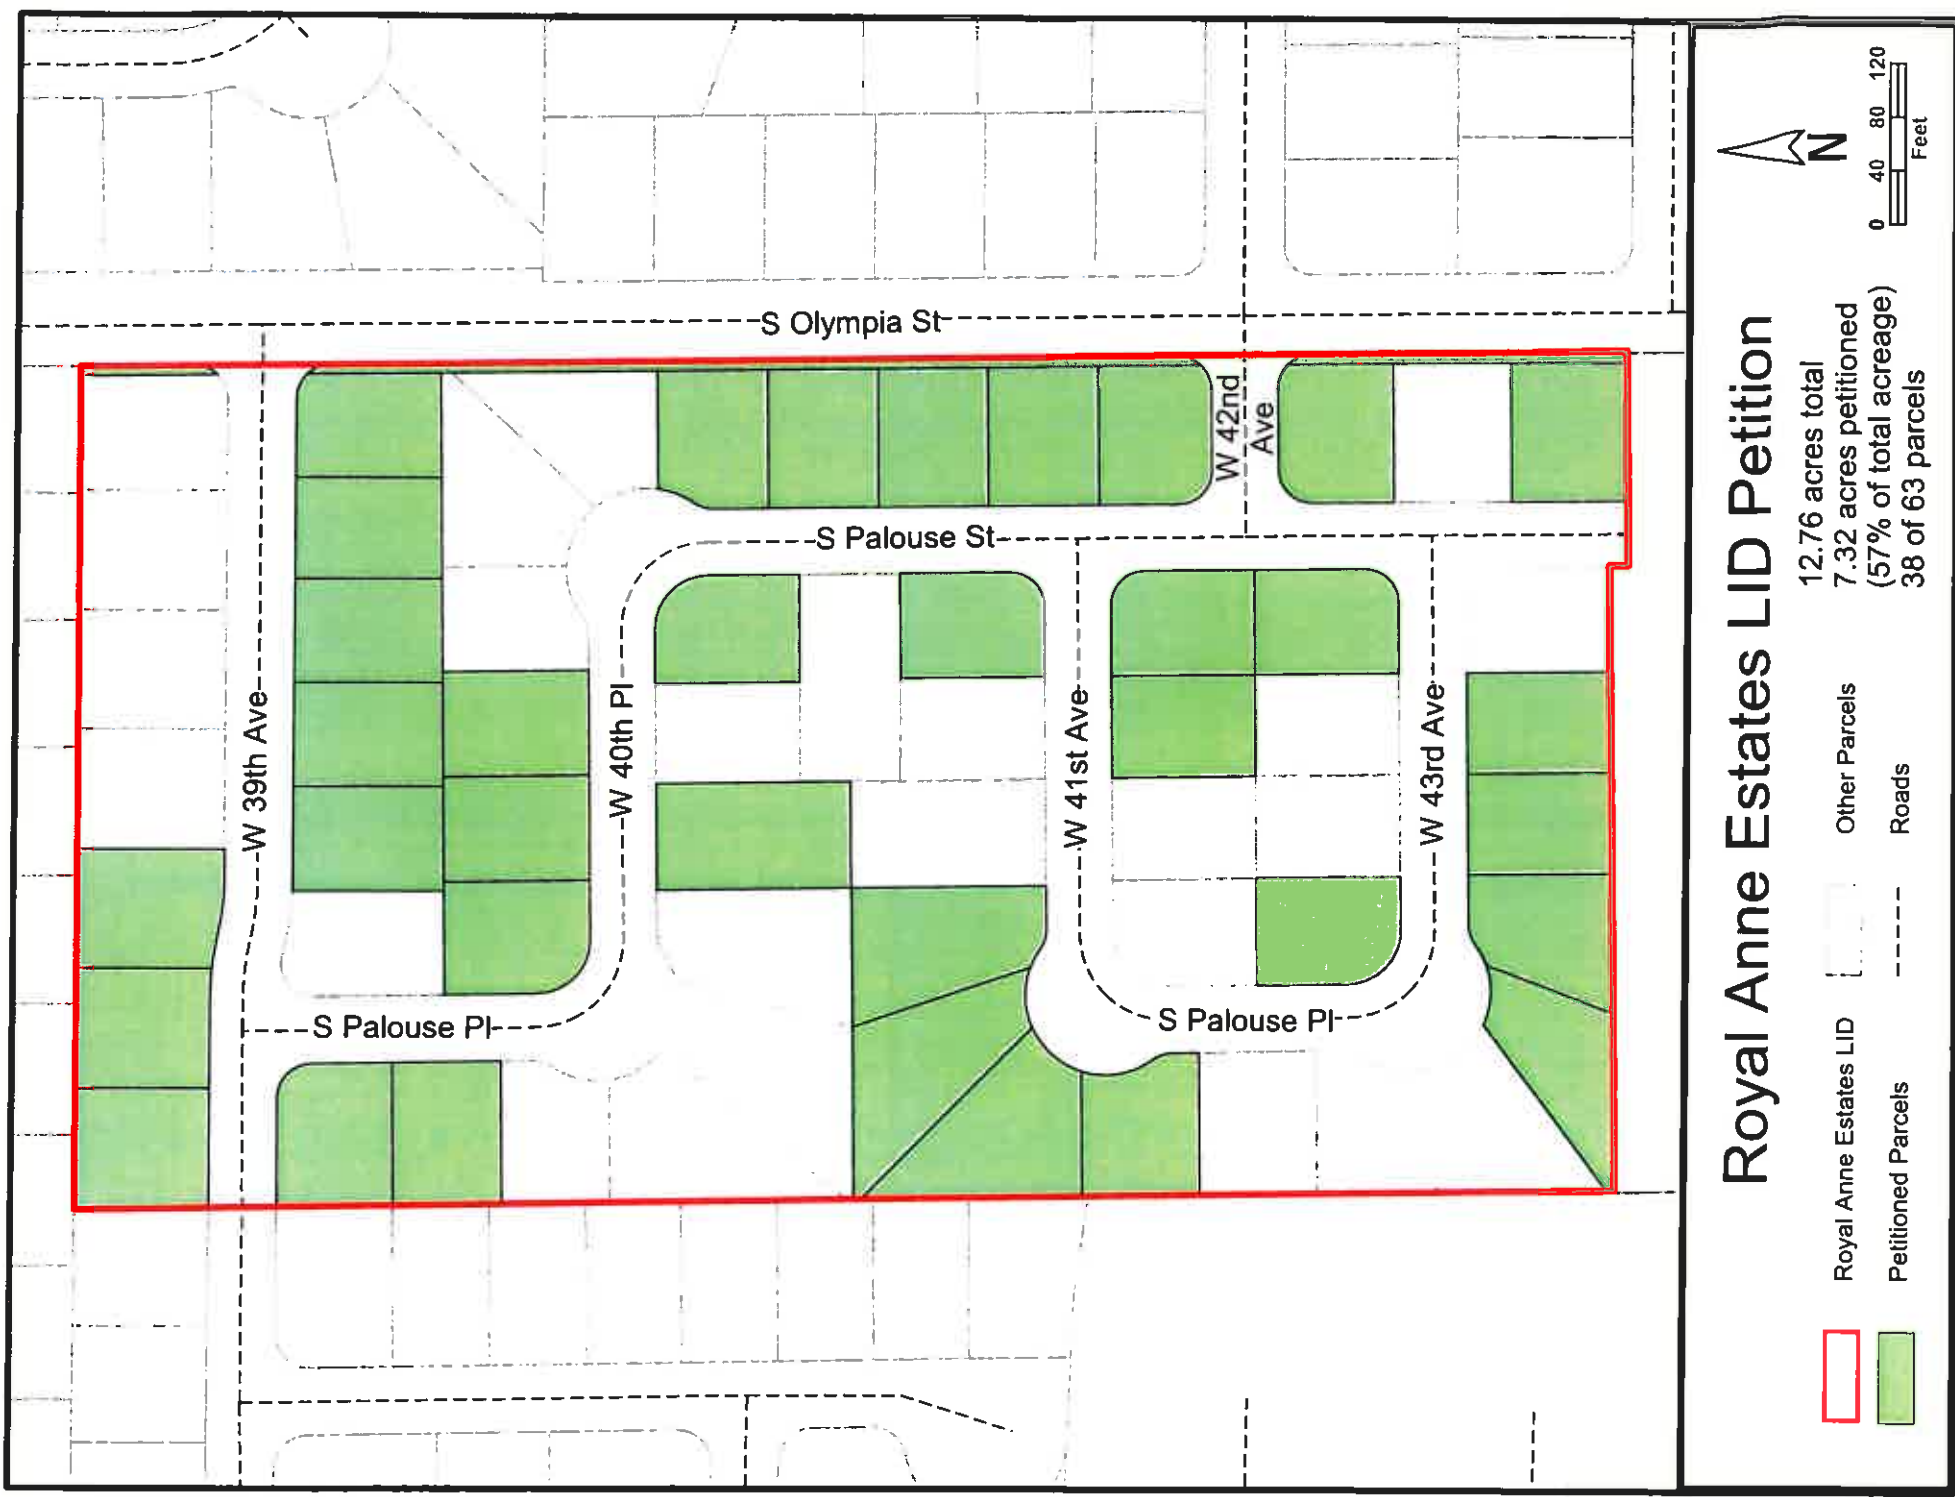 S Olympia St
W 42nd
Ave
S Palouse St
W 39th Ave
W 40th Pl
W 41st Ave
W 43rd Ave
S Palouse Pl
S Palouse Pl
Royal Anne Estates LID Petition
Royal Anne Estates LID
Petitioned Parcels
Other Parcels
Roads
12.76 acres total
7.32 acres petitioned
(57% of total acreage)
38 of 63 parcels
N
0 40 80 120
Feet